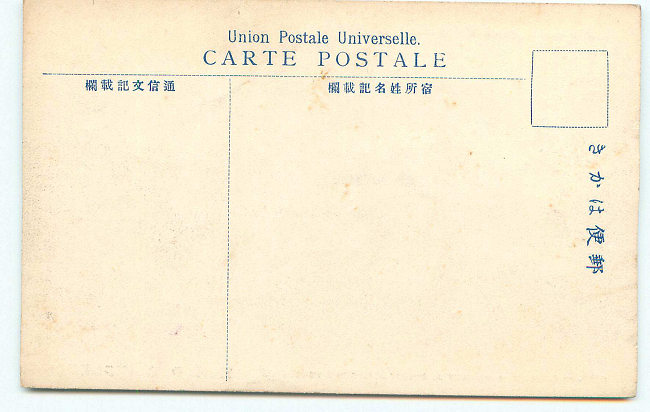 Union Postale Universelle.
CARTE POSTALE
通信文記載欄
宿所姓名記載欄
郵便はかき